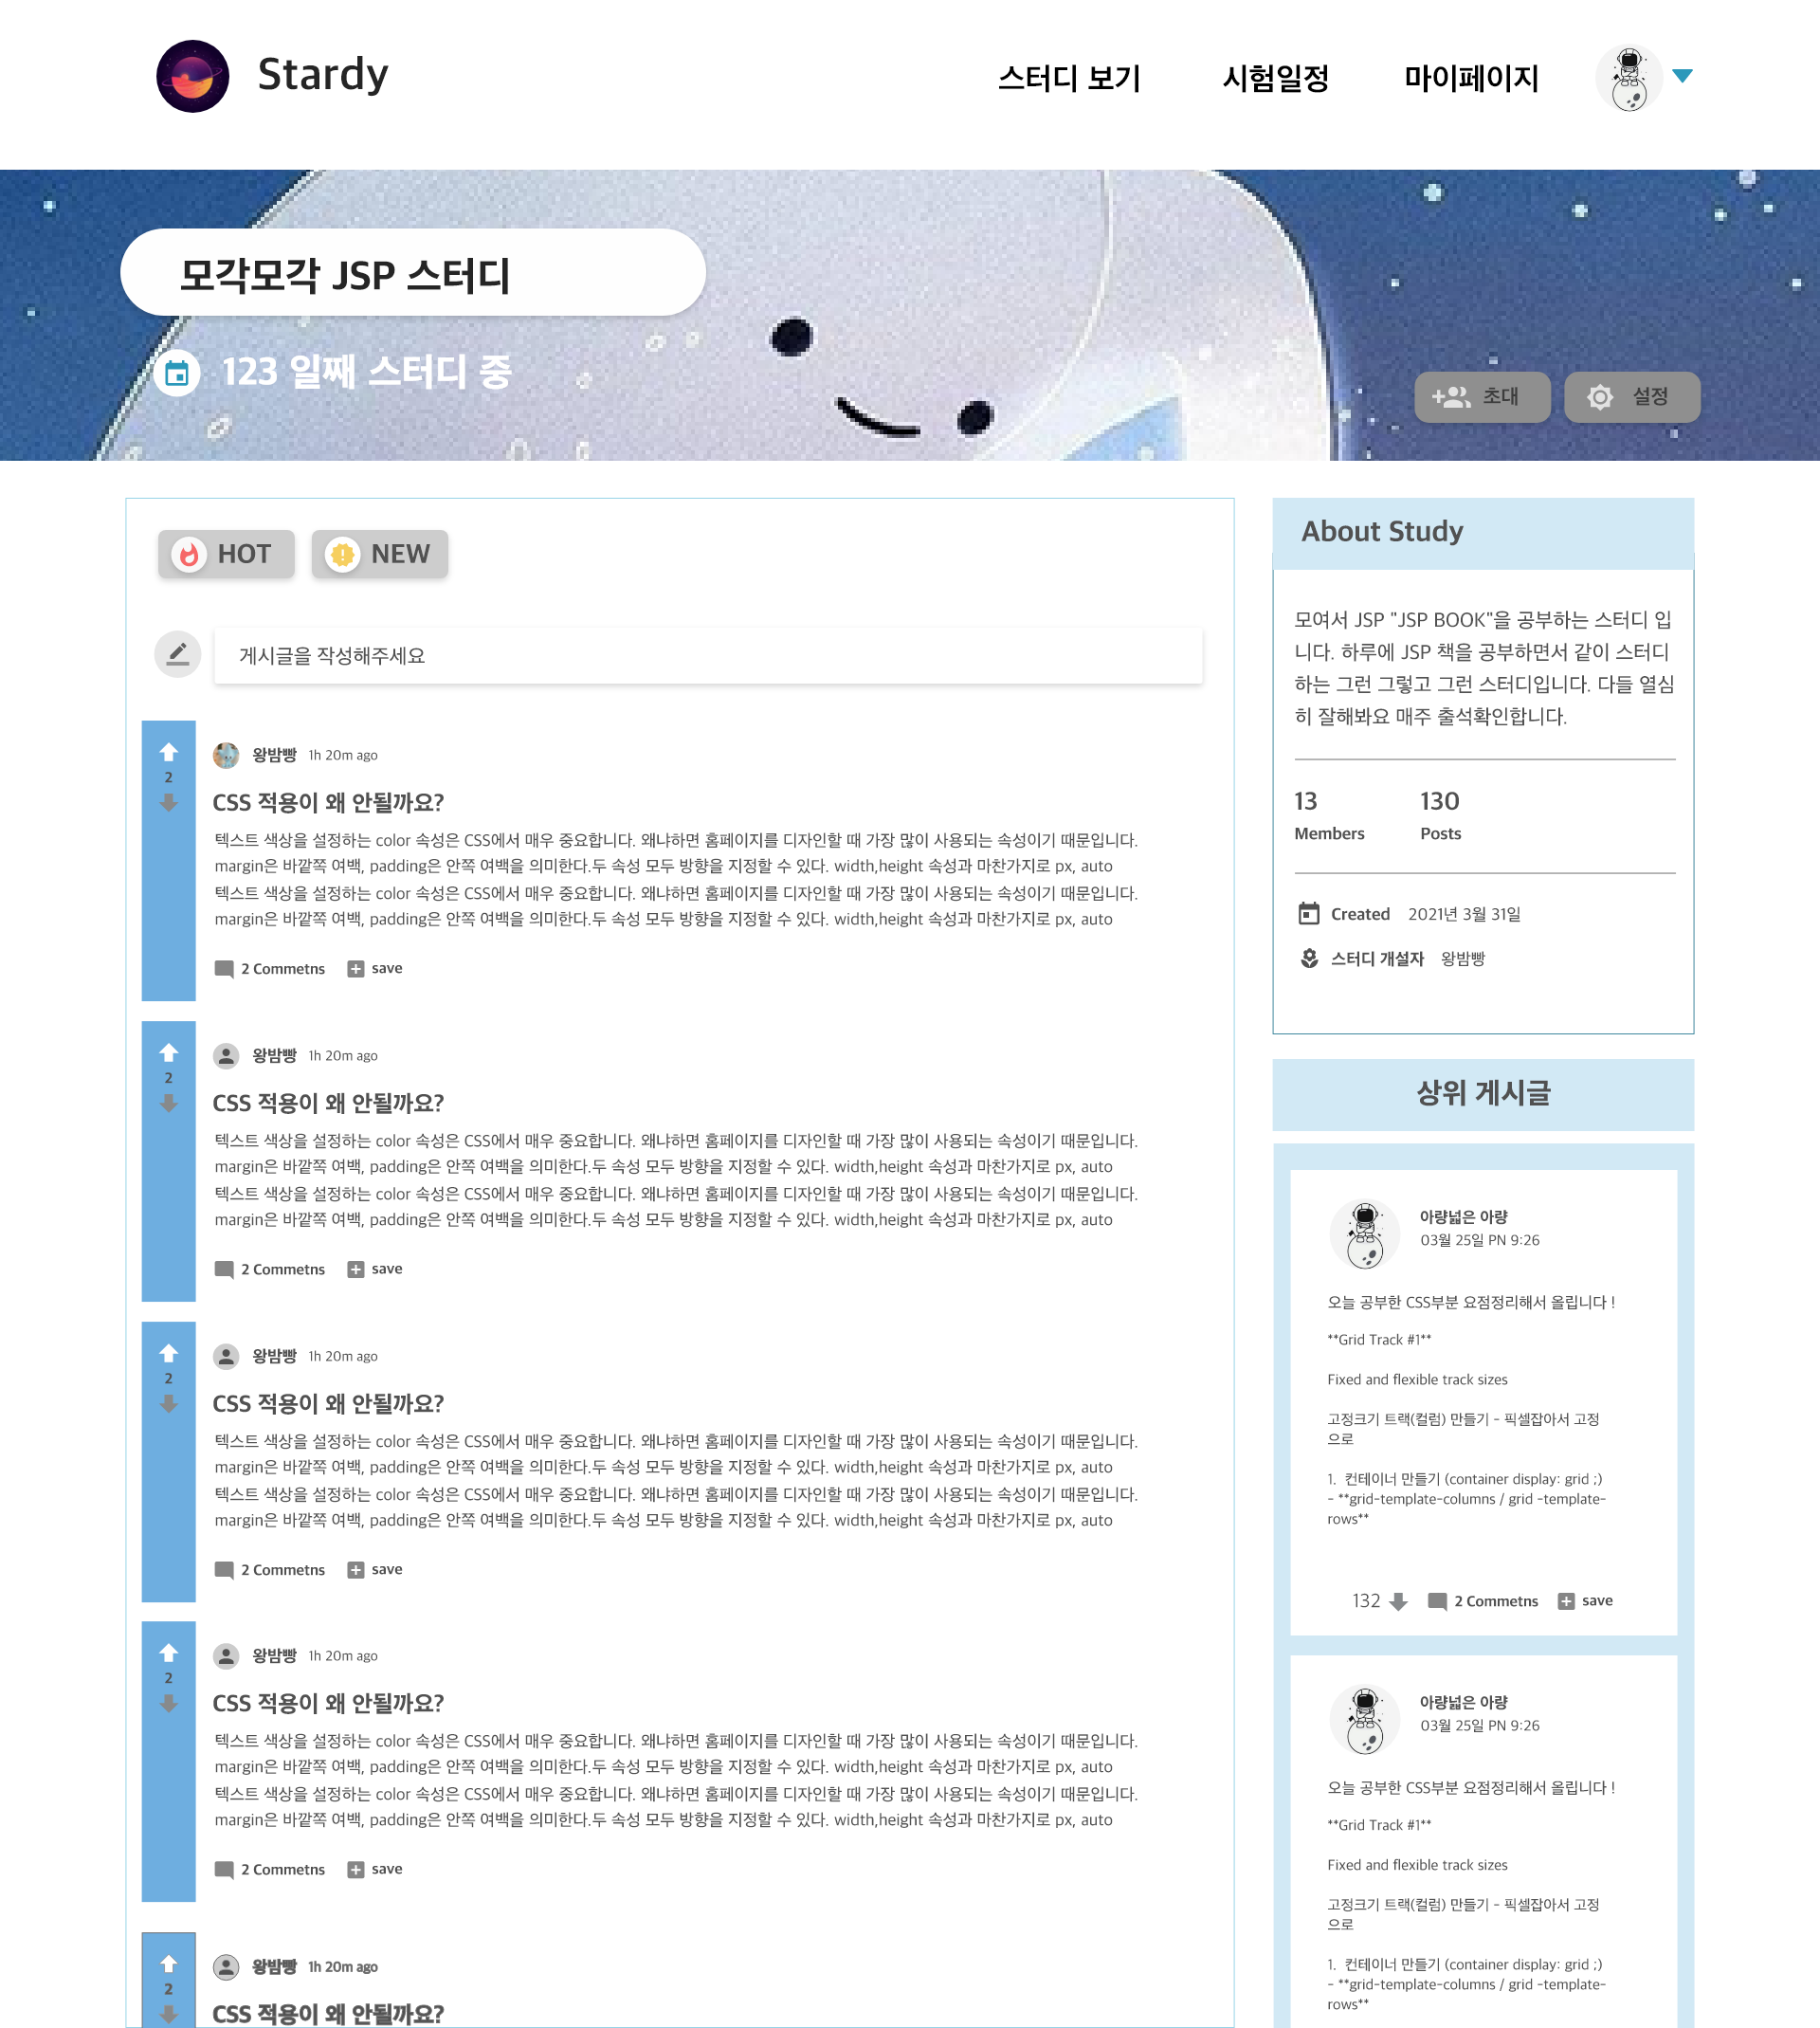 Stardy
스터디 보기
시험일정
마이페이지
모각모각 JSP 스터디
123 일째 스터디 중
초대
설정
HOT
NEW
게시글을 작성해주세요
2
왕밤빵 1h 20m ago
CSS 적용이 왜 안될까요?
텍스트 색상을 설정하는 color 속성은 CSS에서 매우 중요합니다. 왜냐하면 홈페이지를 디자인할 때 가장 많이 사용되는 속성이기 때문입니다.
margin은 바깥쪽 여백, padding은 안쪽 여백을 의미한다.두 속성 모두 방향을 지정할 수 있다. width,height 속성과 마찬가지로 px, auto
텍스트 색상을 설정하는 color 속성은 CSS에서 매우 중요합니다. 왜냐하면 홈페이지를 디자인할 때 가장 많이 사용되는 속성이기 때문입니다.
margin은 바깥쪽 여백, padding은 안쪽 여백을 의미한다.두 속성 모두 방향을 지정할 수 있다. width,height 속성과 마찬가지로 px, auto
2 Commetns save
2
왕밤빵 1h 20m ago
CSS 적용이 왜 안될까요?
텍스트 색상을 설정하는 color 속성은 CSS에서 매우 중요합니다. 왜냐하면 홈페이지를 디자인할 때 가장 많이 사용되는 속성이기 때문입니다.
margin은 바깥쪽 여백, padding은 안쪽 여백을 의미한다.두 속성 모두 방향을 지정할 수 있다. width,height 속성과 마찬가지로 px, auto
텍스트 색상을 설정하는 color 속성은 CSS에서 매우 중요합니다. 왜냐하면 홈페이지를 디자인할 때 가장 많이 사용되는 속성이기 때문입니다.
margin은 바깥쪽 여백, padding은 안쪽 여백을 의미한다.두 속성 모두 방향을 지정할 수 있다. width,height 속성과 마찬가지로 px, auto
2 Commetns save
2
왕밤빵 1h 20m ago
CSS 적용이 왜 안될까요?
텍스트 색상을 설정하는 color 속성은 CSS에서 매우 중요합니다. 왜냐하면 홈페이지를 디자인할 때 가장 많이 사용되는 속성이기 때문입니다.
margin은 바깥쪽 여백, padding은 안쪽 여백을 의미한다.두 속성 모두 방향을 지정할 수 있다. width,height 속성과 마찬가지로 px, auto
텍스트 색상을 설정하는 color 속성은 CSS에서 매우 중요합니다. 왜냐하면 홈페이지를 디자인할 때 가장 많이 사용되는 속성이기 때문입니다.
margin은 바깥쪽 여백, padding은 안쪽 여백을 의미한다.두 속성 모두 방향을 지정할 수 있다. width,height 속성과 마찬가지로 px, auto
2 Commetns save
2
왕밤빵 1h 20m ago
CSS 적용이 왜 안될까요?
텍스트 색상을 설정하는 color 속성은 CSS에서 매우 중요합니다. 왜냐하면 홈페이지를 디자인할 때 가장 많이 사용되는 속성이기 때문입니다.
margin은 바깥쪽 여백, padding은 안쪽 여백을 의미한다.두 속성 모두 방향을 지정할 수 있다. width,height 속성과 마찬가지로 px, auto
텍스트 색상을 설정하는 color 속성은 CSS에서 매우 중요합니다. 왜냐하면 홈페이지를 디자인할 때 가장 많이 사용되는 속성이기 때문입니다.
margin은 바깥쪽 여백, padding은 안쪽 여백을 의미한다.두 속성 모두 방향을 지정할 수 있다. width,height 속성과 마찬가지로 px, auto
2 Commetns save
2
왕밤빵 1h 20m ago
CSS 적용이 왜 안될까요?
About Study
모여서 JSP "JSP BOOK"을 공부하는 스터디 입
니다. 하루에 JSP 책을 공부하면서 같이 스터디
하는 그런 그렇고 그런 스터디입니다. 다들 열심
히 잘해봐요 매주 출석확인합니다.
13 130
Members Posts
Created 2021년 3월 31일
스터디 개설자 왕밤빵
상위 게시글
아량넓은 아량
03월 25일 PN 9:26
오늘 공부한 CSS부분 요점정리해서 올립니다 !
**Grid Track #1**
Fixed and flexible track sizes
고정크기 트랙(컬럼) 만들기 - 픽셀잡아서 고정
으로
1. 컨테이너 만들기 (container display: grid ;)
- **grid-template-columns / grid -template-
rows**
132 2 Commetns save
아량넓은 아량
03월 25일 PN 9:26
오늘 공부한 CSS부분 요점정리해서 올립니다 !
**Grid Track #1**
Fixed and flexible track sizes
고정크기 트랙(컬럼) 만들기 - 픽셀잡아서 고정
으로
1. 컨테이너 만들기 (container display: grid ;)
- **grid-template-columns / grid -template-
rows**